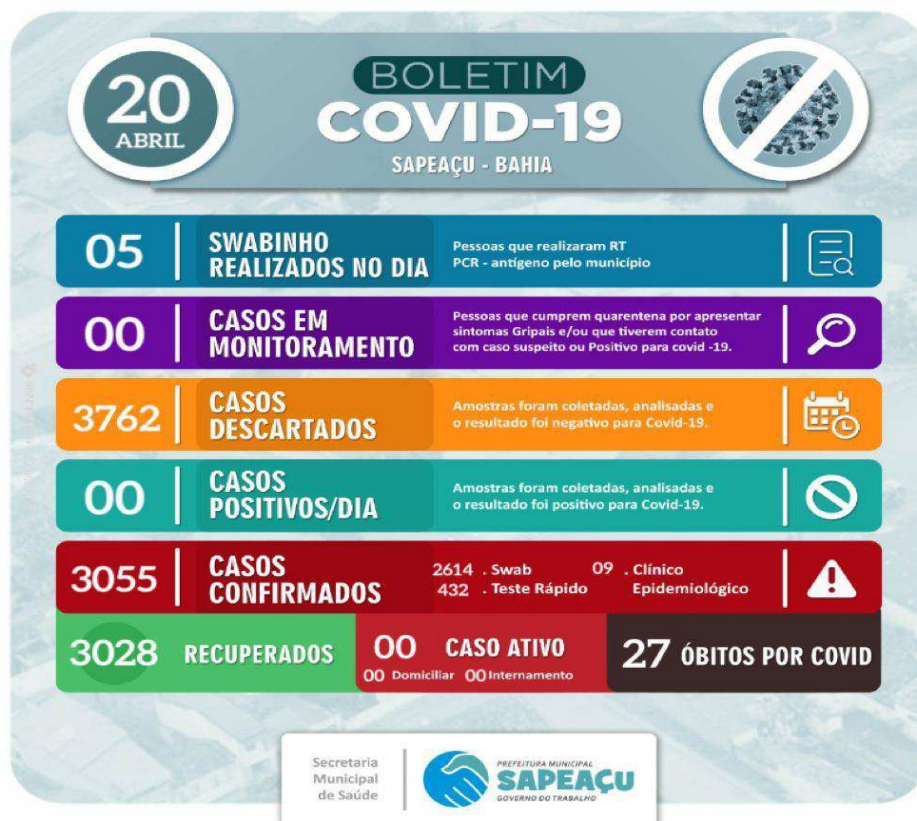 20
ABRIL
BOLETIM
COVID-19
SAPEAÇU - BAHIA
05
SWABINHO
REALIZADOS NO DIA
Pessoas que realizaram RT
PCR - antígeno pelo município
00
CASOS EM
MONITORAMENTO
Pessoas que cumprem quarentena por apresentar
sintomas Gripais e/ou que tiverem contato
com caso suspeito ou Positivo para covid -19.
3762
CASOS
DESCARTADOS
Amostras foram coletadas, analisadas e
o resultado foi negativo para Covid-19.
00
CASOS
POSITIVOS/DIA
Amostras foram coletadas, analisadas e
o resultado foi positivo para Covid-19.
3055
CASOS
CONFIRMADOS
2614 . Swab
432 . Teste Rápido
09 . Clínico
Epidemiológico
3028 RECUPERADOS
00 CASO ATIVO
00 Domiciliar 00 Internamento
27 ÓBITOS POR COVID
Secretaria
Municipal
de Saúde
PREFEITURA MUNICIPAL
SAPEAÇU
GOVERNO DO TRABALHO